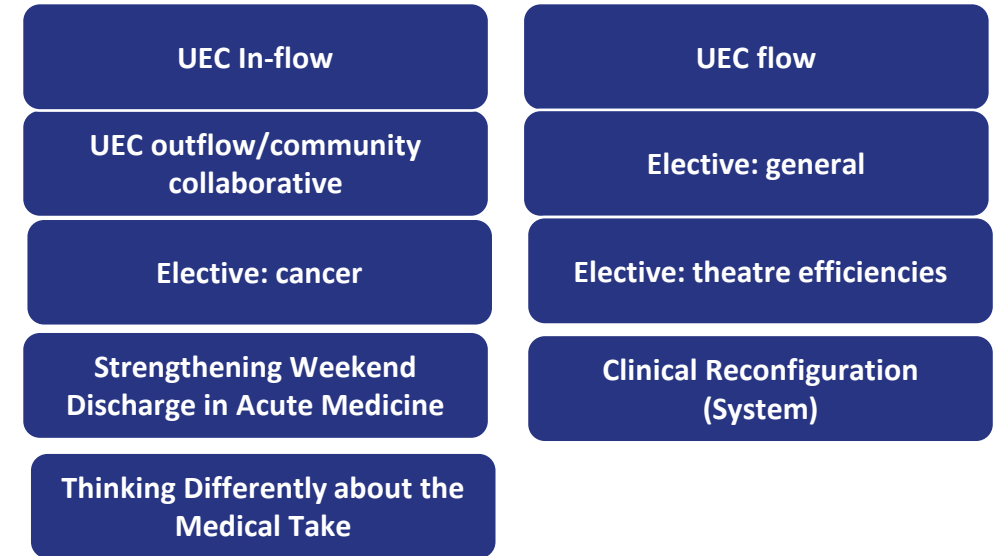 UEC In-flow
UEC flow
UEC outflow/community
collaborative
Elective: general
Elective: cancer
Elective: theatre efficiencies
Strengthening Weekend
Discharge in Acute Medicine
Clinical Reconfiguration
(System)
Thinking Differently about the
Medical Take